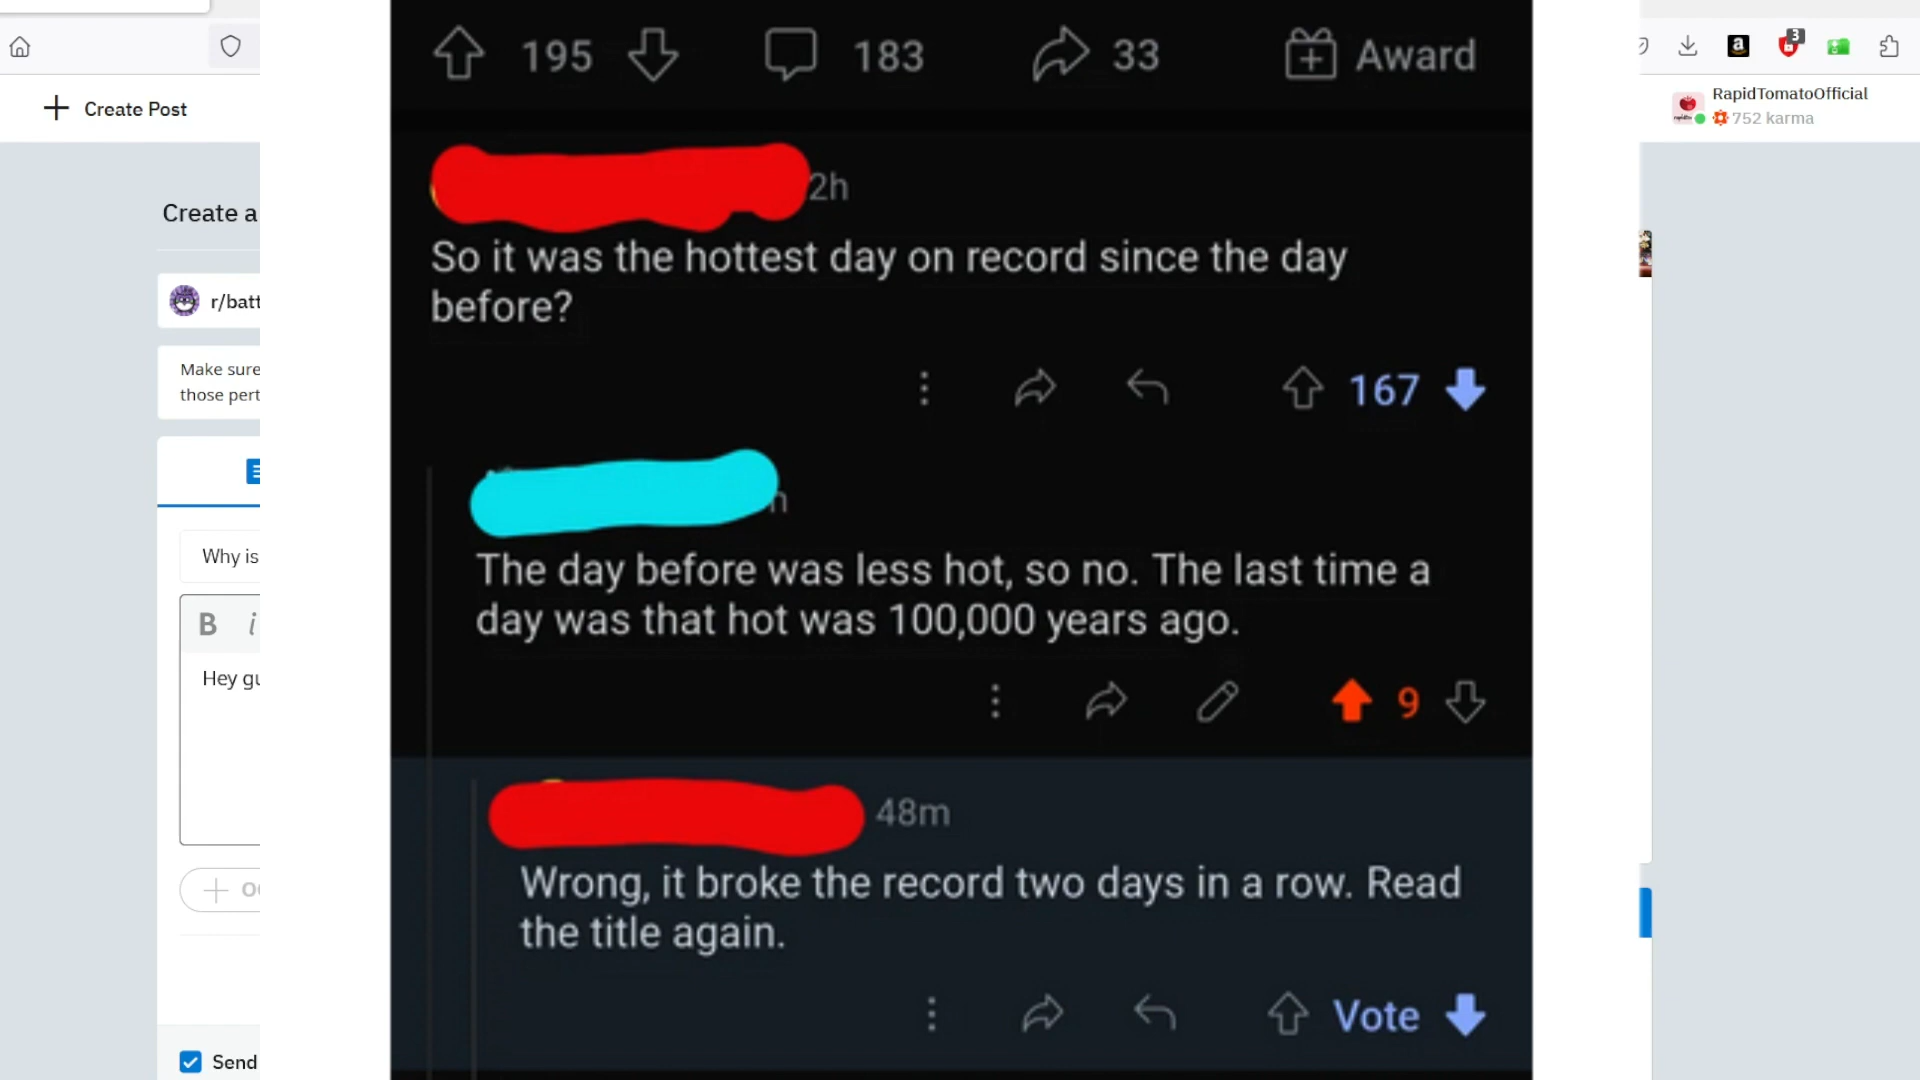 3
Create Post
RapidTomatoOfficial
752 karma
Create a
r/batt
Make sure
those pert
Why is
B i
Hey gu
Send
195 183 33 Award
2h
So it was the hottest day on record since the day
before?
167
The day before was less hot, so no. The last time a
day was that hot was 100,000 years ago.
9
48m
Wrong, it broke the record two days in a row. Read
the title again.
Vote